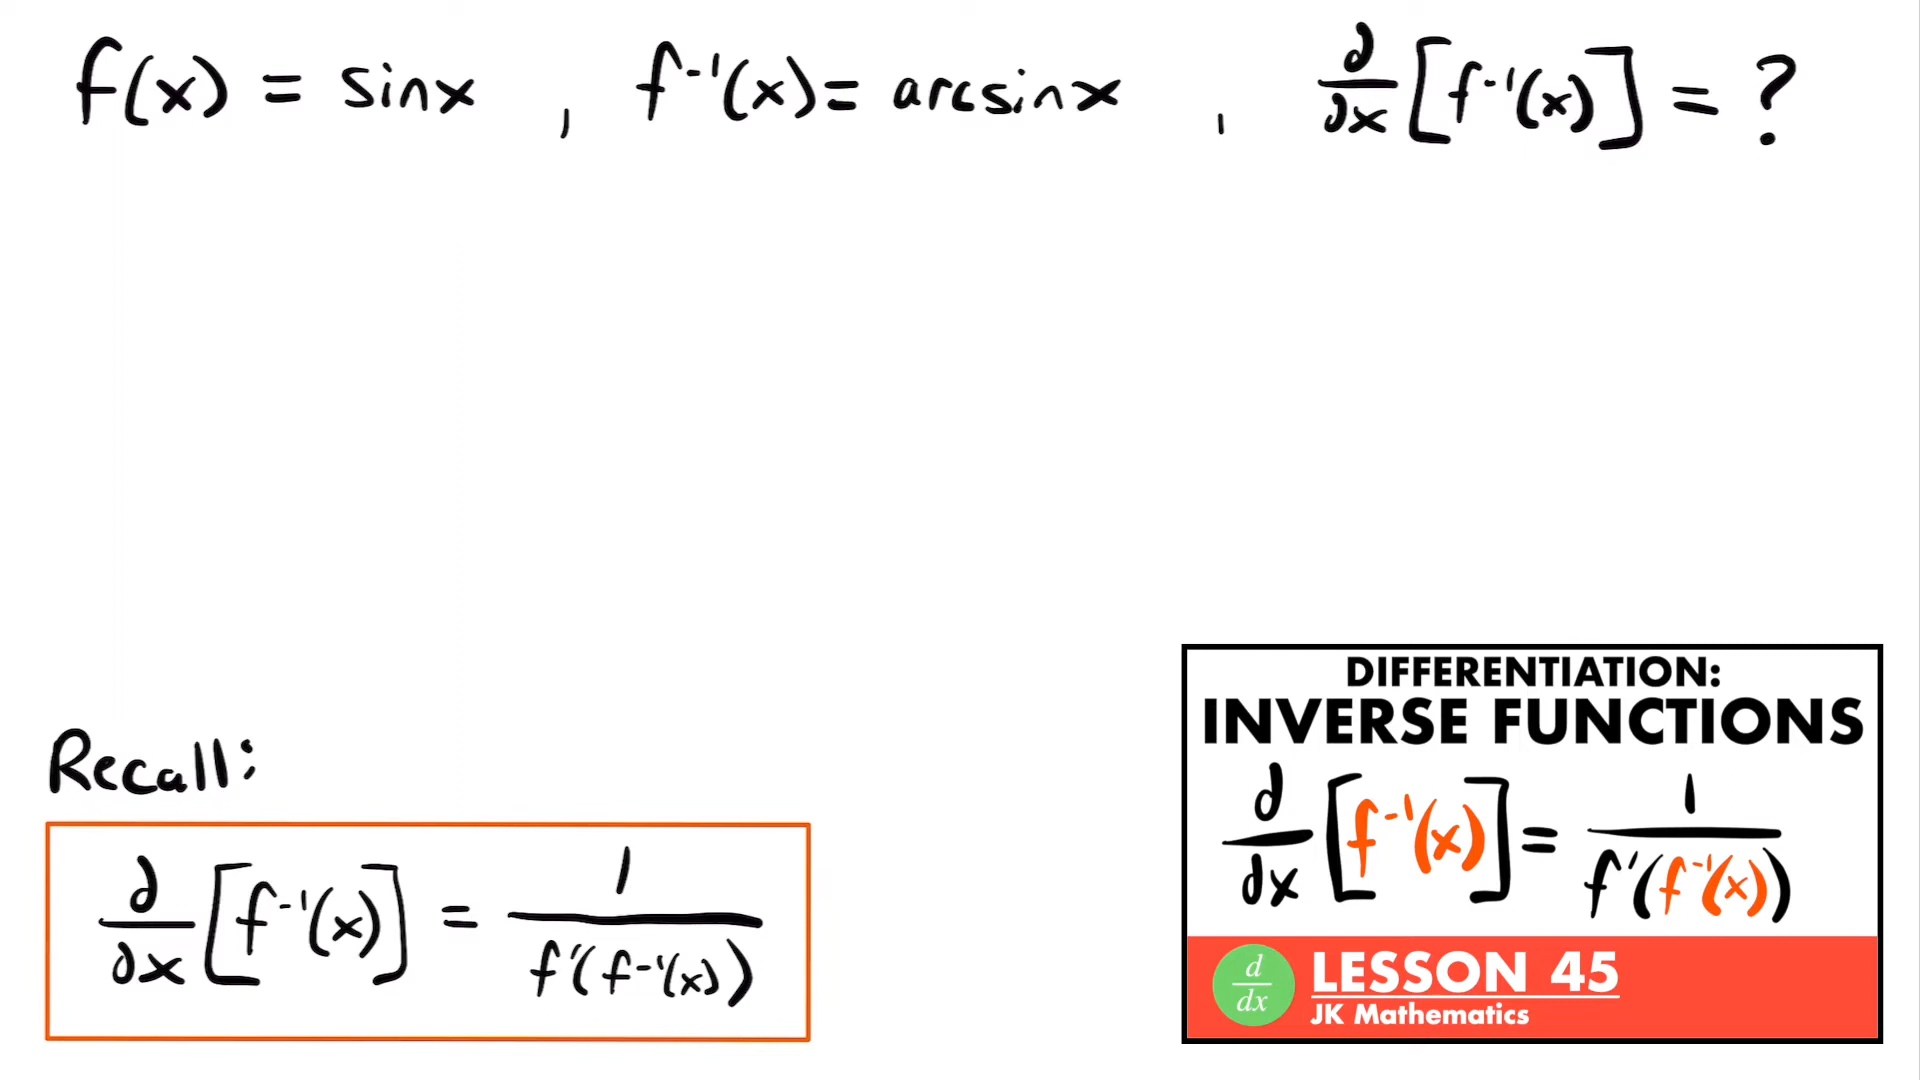 f(x) = sinx , f⁻¹(x) = arcsinx , d/dx [f⁻¹(x)] = ?
Recall:
d/dx [f⁻¹(x)] = 1/f'(f⁻¹(x))
DIFFERENTIATION:
INVERSE FUNCTIONS
d/dx [f⁻¹(x)] = 1/f'(f⁻¹(x))
d/dx
LESSON 45
JK Mathematics